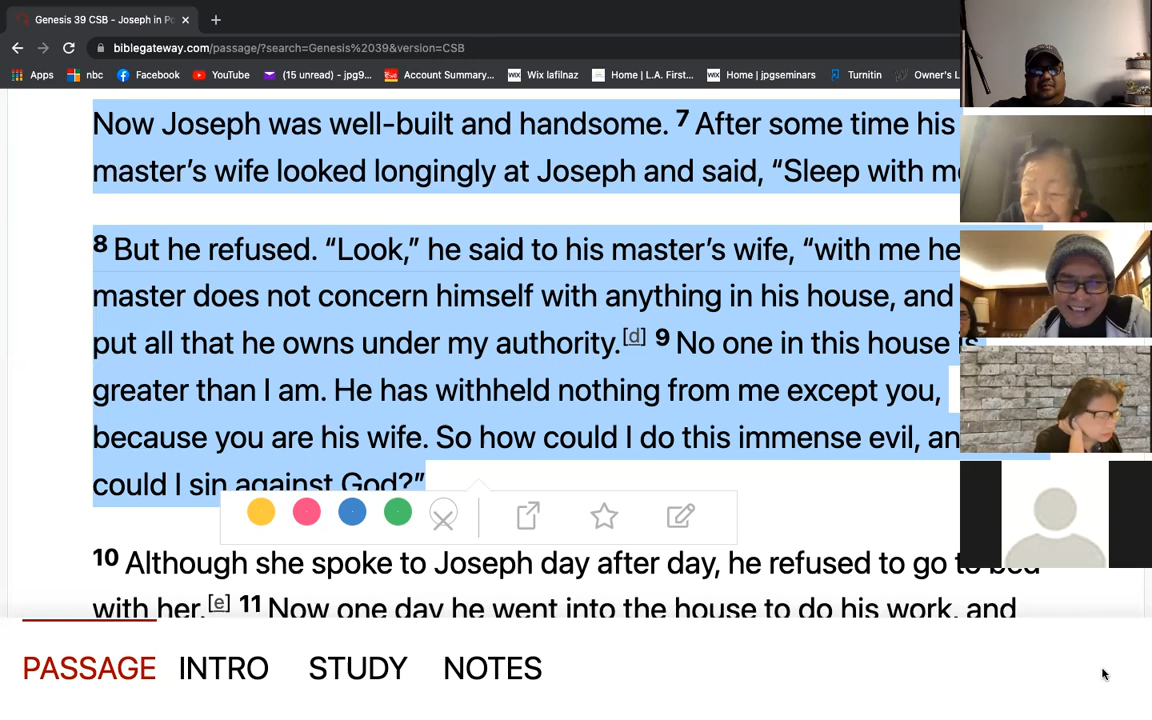 Genesis 39 CSB - Joseph in Po
biblegateway.com/passage/?search=Genesis%2039&version=CSB
Apps nbc Facebook YouTube (15 unread) - jpg9... Account Summary... Wix lafilnaz Home | L.A. First... Home | jpgseminars Turnitin Owner's L
Now Joseph was well-built and handsome. 7 After some time his
master's wife looked longingly at Joseph and said, “Sleep with me
8 But he refused. “Look,” he said to his master's wife, “with me he
master does not concern himself with anything in his house, and
put all that he owns under my authority.[d] 9 No one in this house is
greater than I am. He has withheld nothing from me except you,
because you are his wife. So how could I do this immense evil, an
could I sin against God?”
10 Although she spoke to Joseph day after day, he refused to go to bed
with her.[e] 11 Now one day he went into the house to do his work, and
PASSAGE INTRO STUDY NOTES